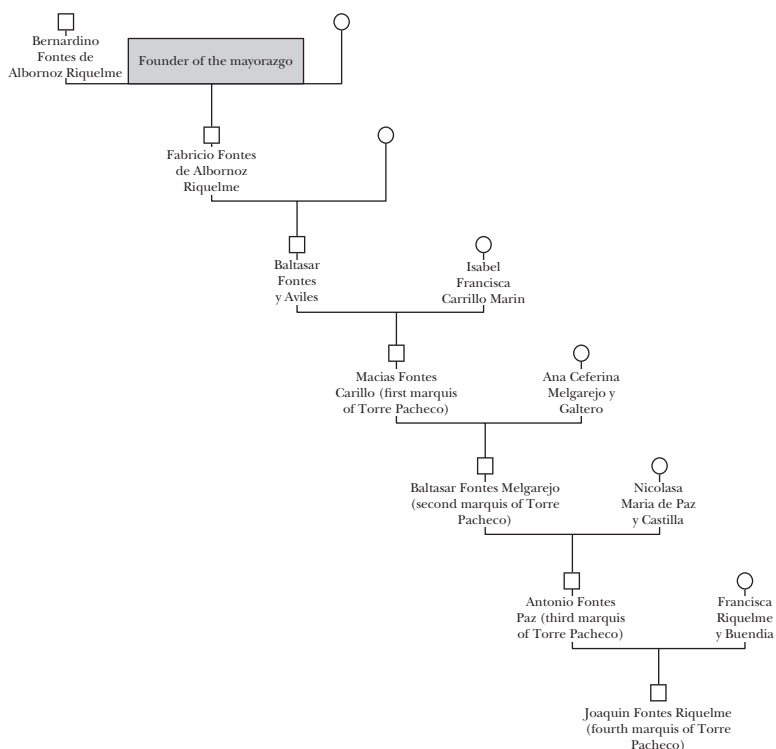 Bernardino
Fontes de
Albornoz Riquelme
Founder of the mayorazgo
Fabricio Fontes
de Albornoz
Riquelme
Baltasar
Fontes
y Aviles
Isabel
Francisca
Carrillo Marin
Macias Fontes
Carillo (first marquis
of Torre Pacheco)
Ana Ceferina
Melgarejo y
Galtero
Baltasar Fontes Melgarejo
(second marquis of Torre
Pacheco)
Nicolasa
Maria de Paz
y Castilla
Antonio Fontes
Paz (third marquis
of Torre Pacheco)
Francisca
Riquelme
y Buendia
Joaquin Fontes Riquelme
(fourth marquis of Torre
Pacheco)